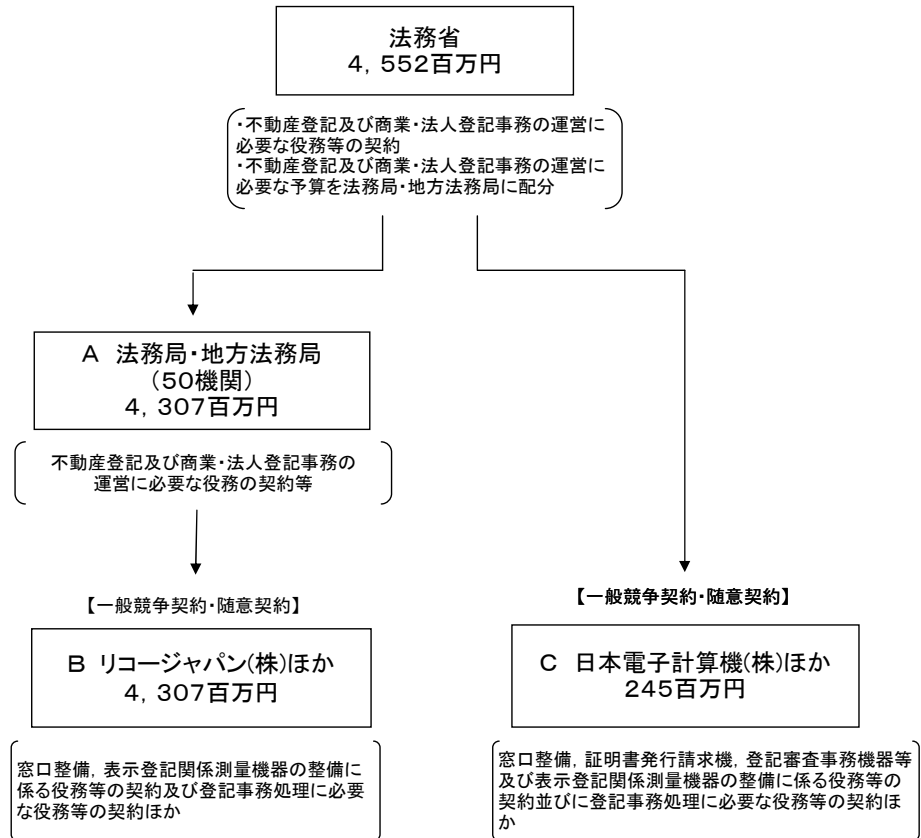 法務省
4，552百万円
・不動産登記及び商業・法人登記事務の運営に
必要な役務等の契約
・不動産登記及び商業・法人登記事務の運営に
必要な予算を法務局・地方法務局に配分
A　法務局・地方法務局
（50機関）
4，307百万円
不動産登記及び商業・法人登記事務の
運営に必要な役務の契約等
【一般競争契約・随意契約】
B　リコージャパン(株)ほか
4，307百万円
窓口整備，表示登記関係測量機器の整備に
係る役務等の契約及び登記事務処理に必要
な役務等の契約ほか
【一般競争契約・随意契約】
C　日本電子計算機(株)ほか
245百万円
窓口整備，証明書発行請求機，登記審査事務機器等
及び表示登記関係測量機器の整備に係る役務等の
契約並びに登記事務処理に必要な役務等の契約ほ
か